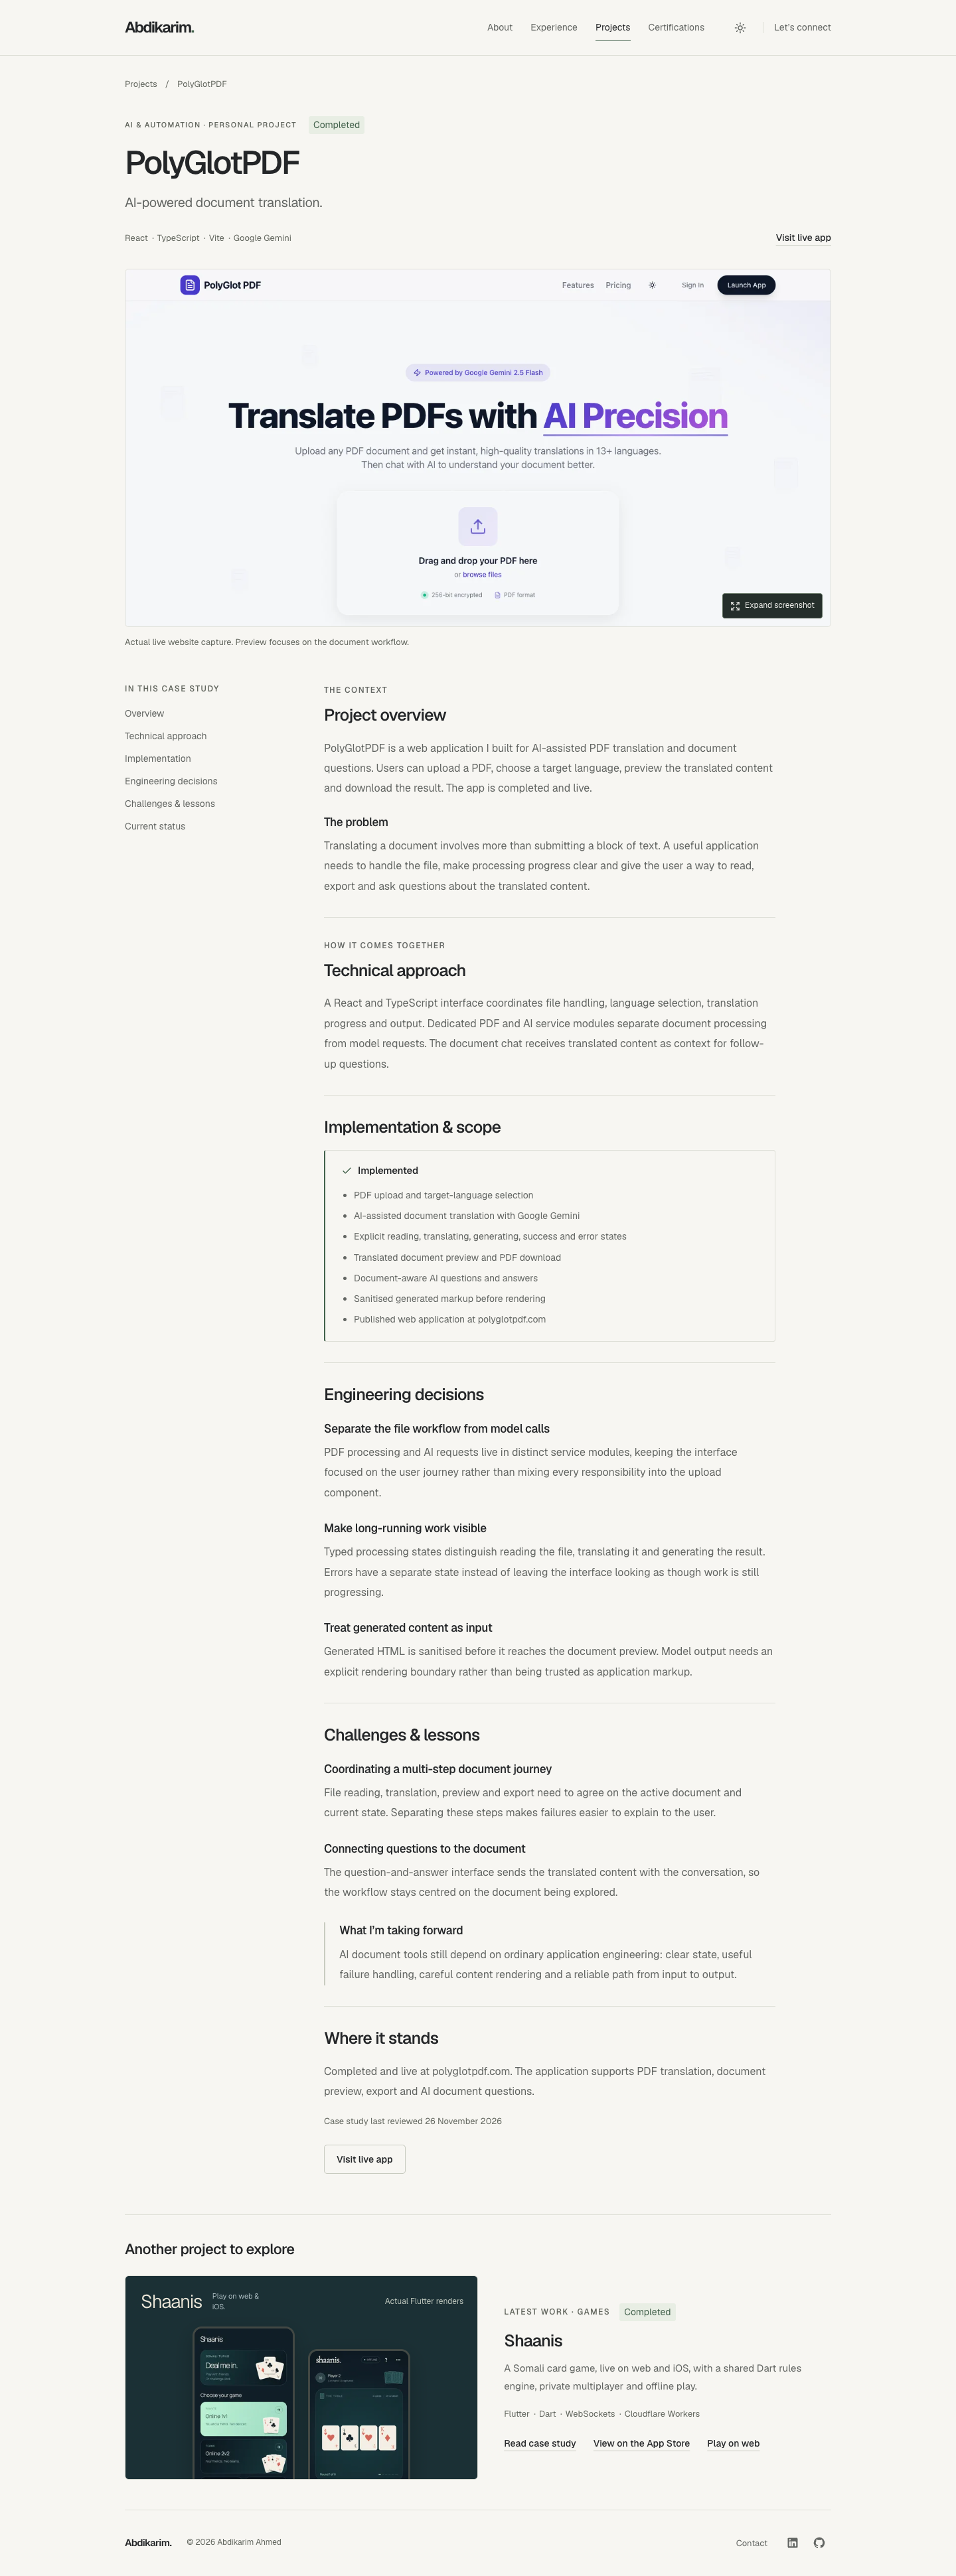 Abdikarim.
About Experience Projects Certifications Let's connect
Projects / PolyGlotPDF
AI & AUTOMATION · PERSONAL PROJECT Completed
PolyGlotPDF
AI-powered document translation.
React · TypeScript · Vite · Google Gemini Visit live app
PolyGlot PDF Features Pricing Sign In Launch App
Powered by Google Gemini 2.5 Flash
Translate PDFs with AI Precision
Upload any PDF document and get instant, high-quality translations in 13+ languages.
Then chat with AI to understand your document better.
Drag and drop your PDF here
or browse files
256-bit encrypted PDF format
Expand screenshot
Actual live website capture. Preview focuses on the document workflow.
IN THIS CASE STUDY
Overview
Technical approach
Implementation
Engineering decisions
Challenges & lessons
Current status
THE CONTEXT
Project overview
PolyGlotPDF is a web application I built for AI-assisted PDF translation and document
questions. Users can upload a PDF, choose a target language, preview the translated content
and download the result. The app is completed and live.
The problem
Translating a document involves more than submitting a block of text. A useful application
needs to handle the file, make processing progress clear and give the user a way to read,
export and ask questions about the translated content.
HOW IT COMES TOGETHER
Technical approach
A React and TypeScript interface coordinates file handling, language selection, translation
progress and output. Dedicated PDF and AI service modules separate document processing
from model requests. The document chat receives translated content as context for follow-
up questions.
Implementation & scope
Implemented
• PDF upload and target-language selection
• AI-assisted document translation with Google Gemini
• Explicit reading, translating, generating, success and error states
• Translated document preview and PDF download
• Document-aware AI questions and answers
• Sanitised generated markup before rendering
• Published web application at polyglotpdf.com
Engineering decisions
Separate the file workflow from model calls
PDF processing and AI requests live in distinct service modules, keeping the interface
focused on the user journey rather than mixing every responsibility into the upload
component.
Make long-running work visible
Typed processing states distinguish reading the file, translating it and generating the result.
Errors have a separate state instead of leaving the interface looking as though work is still
progressing.
Treat generated content as input
Generated HTML is sanitised before it reaches the document preview. Model output needs an
explicit rendering boundary rather than being trusted as application markup.
Challenges & lessons
Coordinating a multi-step document journey
File reading, translation, preview and export need to agree on the active document and
current state. Separating these steps makes failures easier to explain to the user.
Connecting questions to the document
The question-and-answer interface sends the translated content with the conversation, so
the workflow stays centred on the document being explored.
What I'm taking forward
AI document tools still depend on ordinary application engineering: clear state, useful
failure handling, careful content rendering and a reliable path from input to output.
Where it stands
Completed and live at polyglotpdf.com. The application supports PDF translation, document
preview, export and AI document questions.
Case study last reviewed 26 November 2026
Visit live app
Another project to explore
Shaanis Play on web &
iOS.
Actual Flutter renders
Shaanis
Deal me in.
Choose your game
Online 1v1
Online 2v2
shaanis.
LATEST WORK · GAMES Completed
Shaanis
A Somali card game, live on web and iOS, with a shared Dart rules
engine, private multiplayer and offline play.
Flutter · Dart · WebSockets · Cloudflare Workers
Read case study View on the App Store Play on web
Abdikarim. © 2026 Abdikarim Ahmed Contact